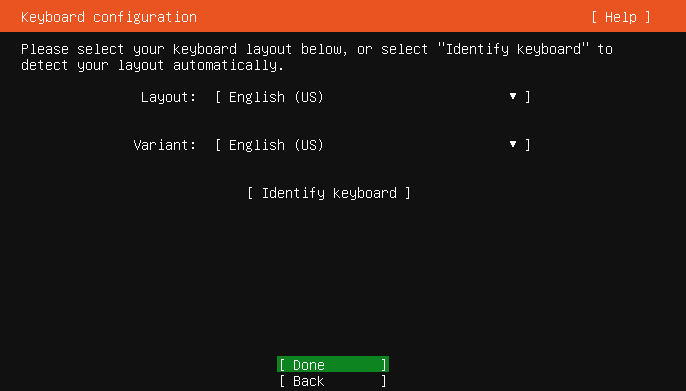 Keyboard configuration [ Help ]
Please select your keyboard layout below, or select "Identify keyboard" to
detect your layout automatically.
Layout: [ English (US) ▼ ]
Variant: [ English (US) ▼ ]
[ Identify keyboard ]
[ Done ]
[ Back ]